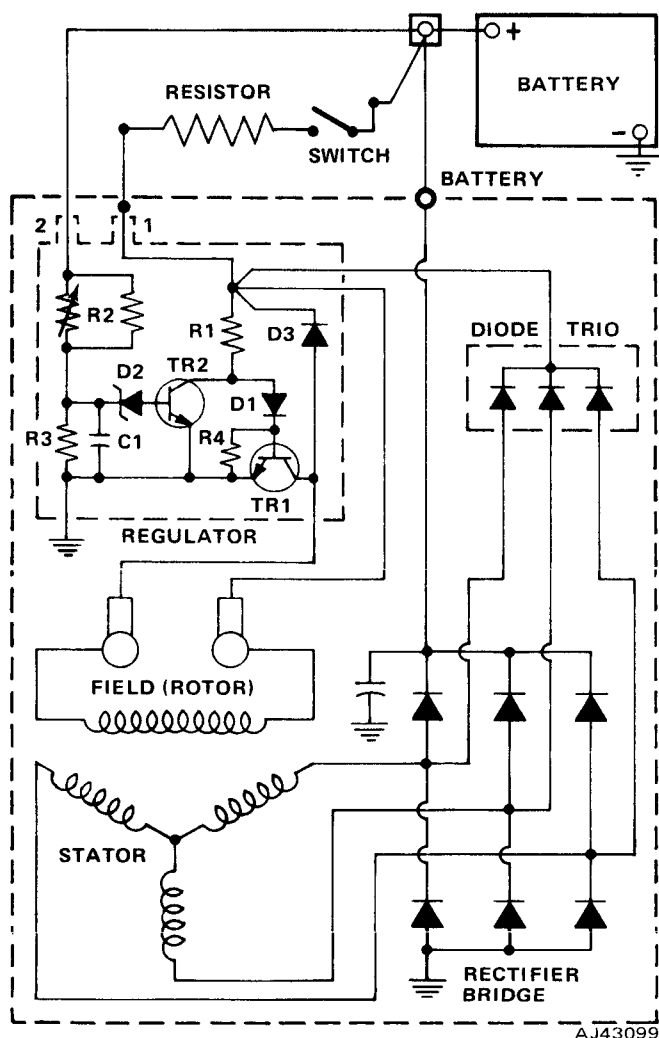 +
BATTERY
-
RESISTOR
SWITCH
BATTERY
2
1
R2
R1
D3
DIODE TRIO
D2
TR2
D1
R3
C1
R4
TR1
REGULATOR
FIELD (ROTOR)
STATOR
RECTIFIER
BRIDGE
AJ43099